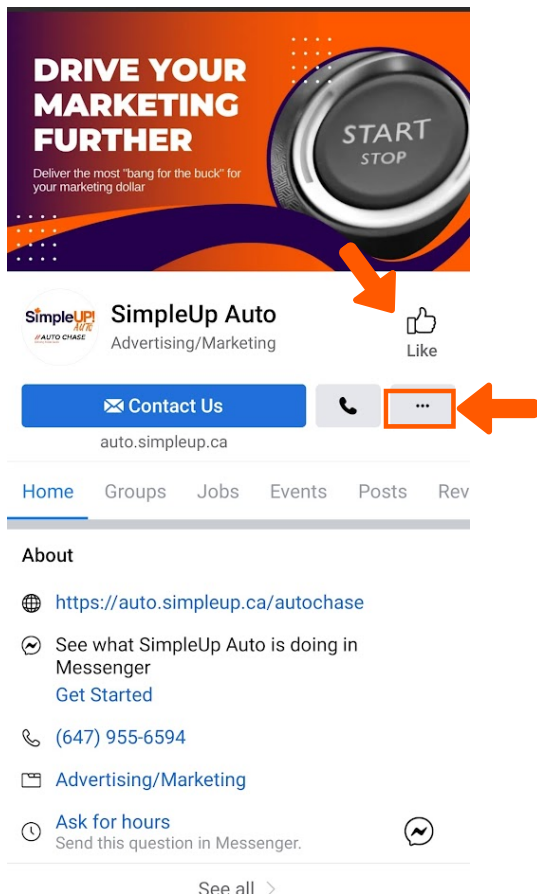 DRIVE YOUR
MARKETING
FURTHER
Deliver the most "bang for the buck" for
your marketing dollar
START
STOP
SimpleUP!
AUTO
AUTO CHASE
SimpleUp Auto
Advertising/Marketing
Like
Contact Us
auto.simpleup.ca
Home Groups Jobs Events Posts Rev
About
https://auto.simpleup.ca/autochase
See what SimpleUp Auto is doing in
Messenger
Get Started
(647) 955-6594
Advertising/Marketing
Ask for hours
Send this question in Messenger.
See all